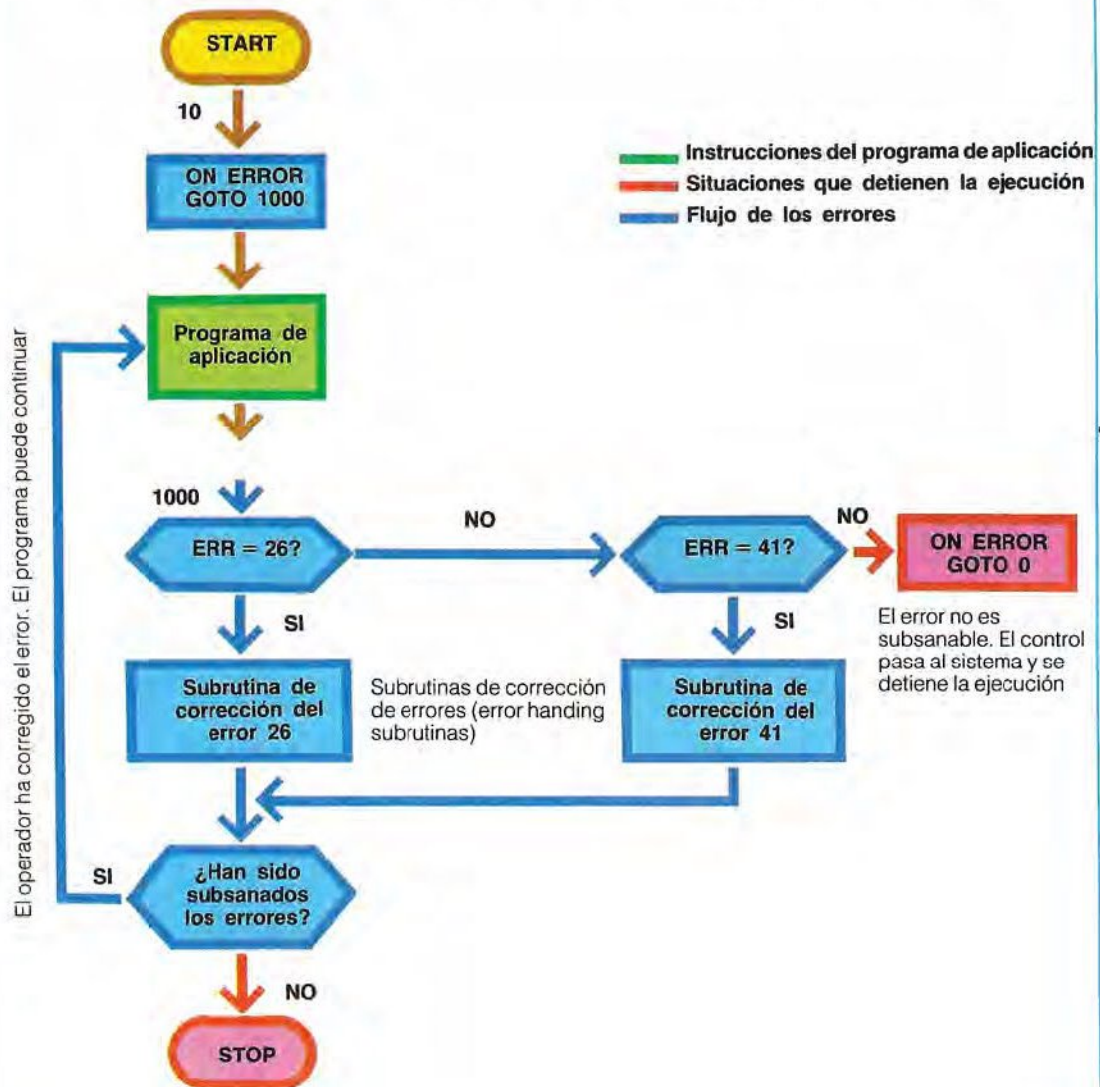 START
10
ON ERROR
GOTO 1000
Instrucciones del programa de aplicación
Situaciones que detienen la ejecución
Flujo de los errores
Programa de
aplicación
El operador ha corregido el error. El programa puede continuar
1000
ERR = 26?
NO
ERR = 41?
NO
ON ERROR
GOTO 0
El error no es
subsanable. El control
pasa al sistema y se
detiene la ejecución
SI
SI
Subrutina de
corrección del
error 26
Subrutinas de corrección
de errores (error handing
subrutinas)
Subrutina de
corrección del
error 41
SI
¿Han sido
subsanados
los errores?
NO
STOP